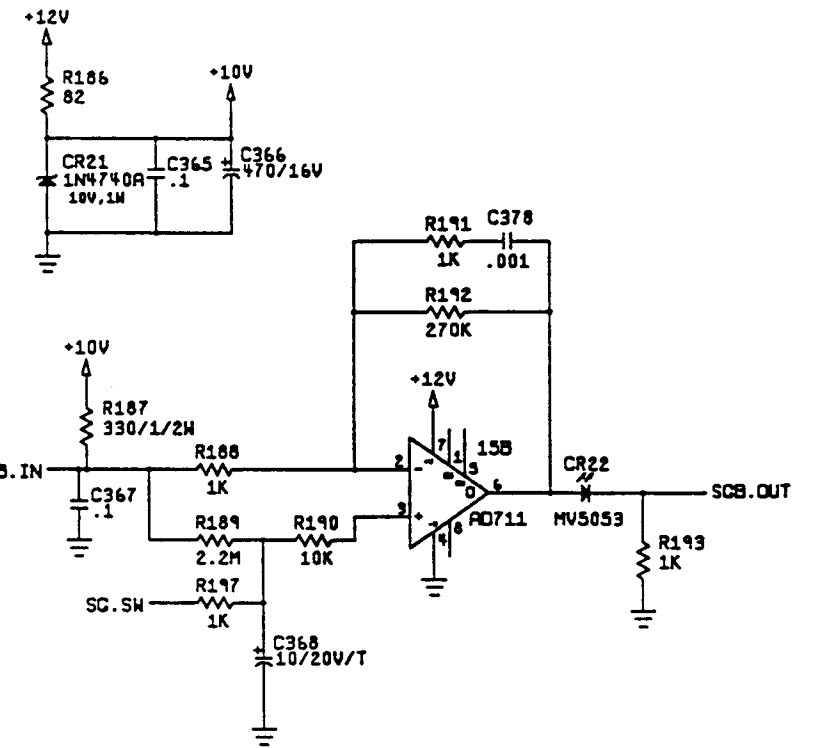 +12V
R186
82
+10V
CR21
1N4740A
10V,1W
C365
.1
C366
470/16V
+
R191
1K
C378
.001
R192
270K
+10V
R187
330/1/2W
+12V
B.IN
C367
.1
R188
1K
R189
2.2M
R190
10K
R197
1K
SC.SW
+
C368
10/20V/T
2
-
3
+
7
1
5
15B
6
AD711
4
8
CR22
MV5053
SCB.OUT
R193
1K